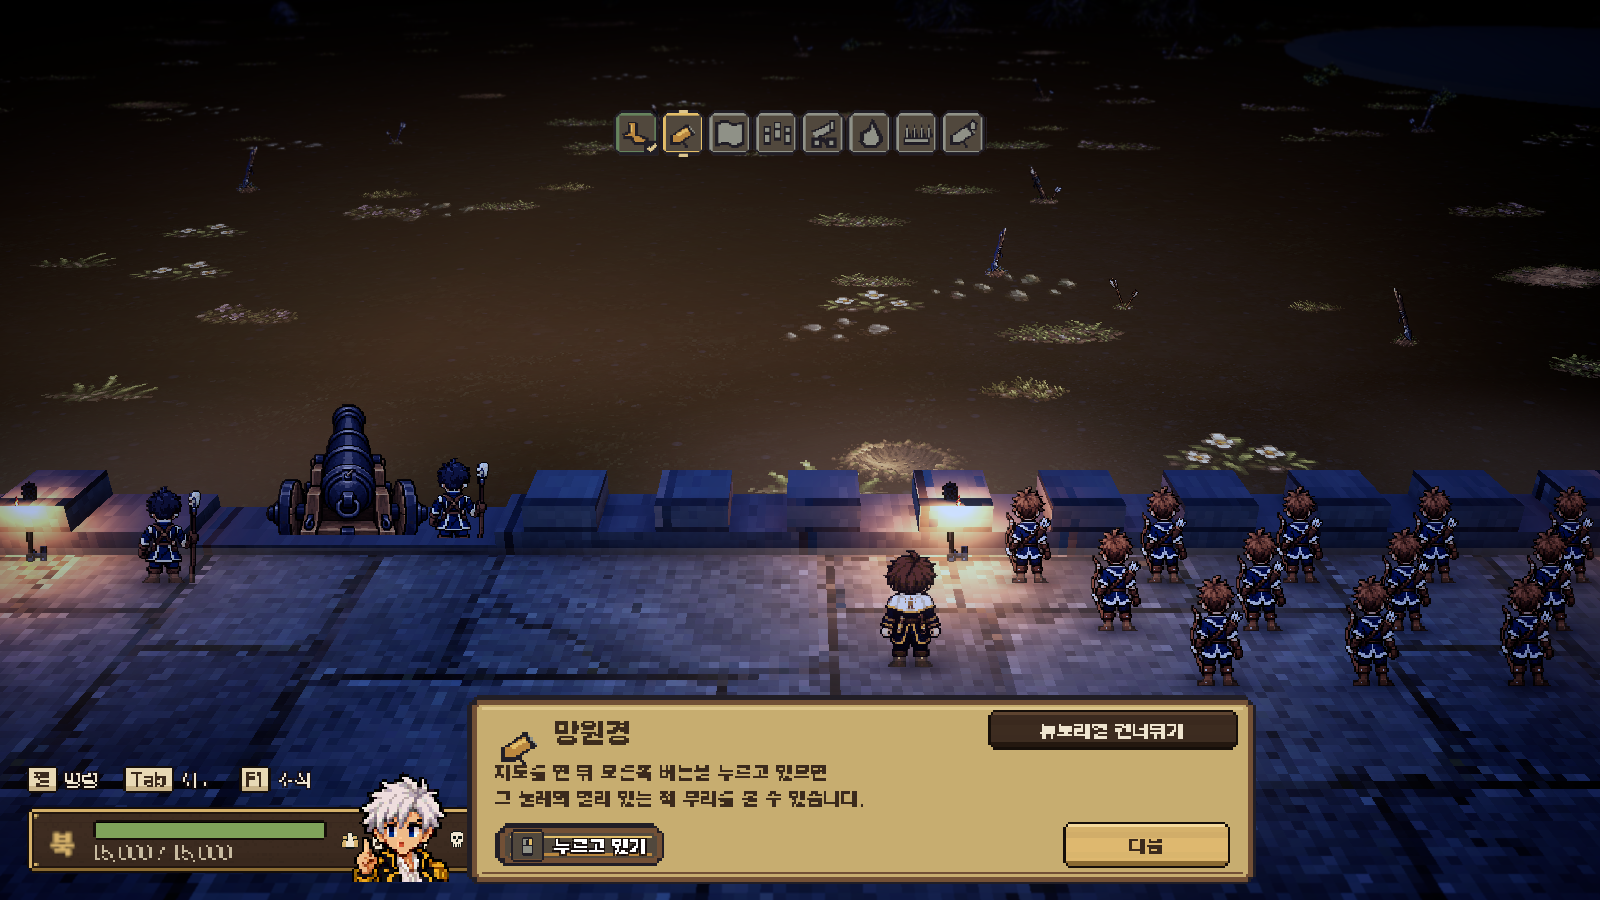 망원경
튜토리얼 건너뛰기
지도를 편 뒤 오른쪽 버튼을 누르고 있으면
그 둘레의 멀리 있는 적 무리를 볼 수 있습니다.
누르고 있기
다음
Tab
F1
북
15,000 / 15,000